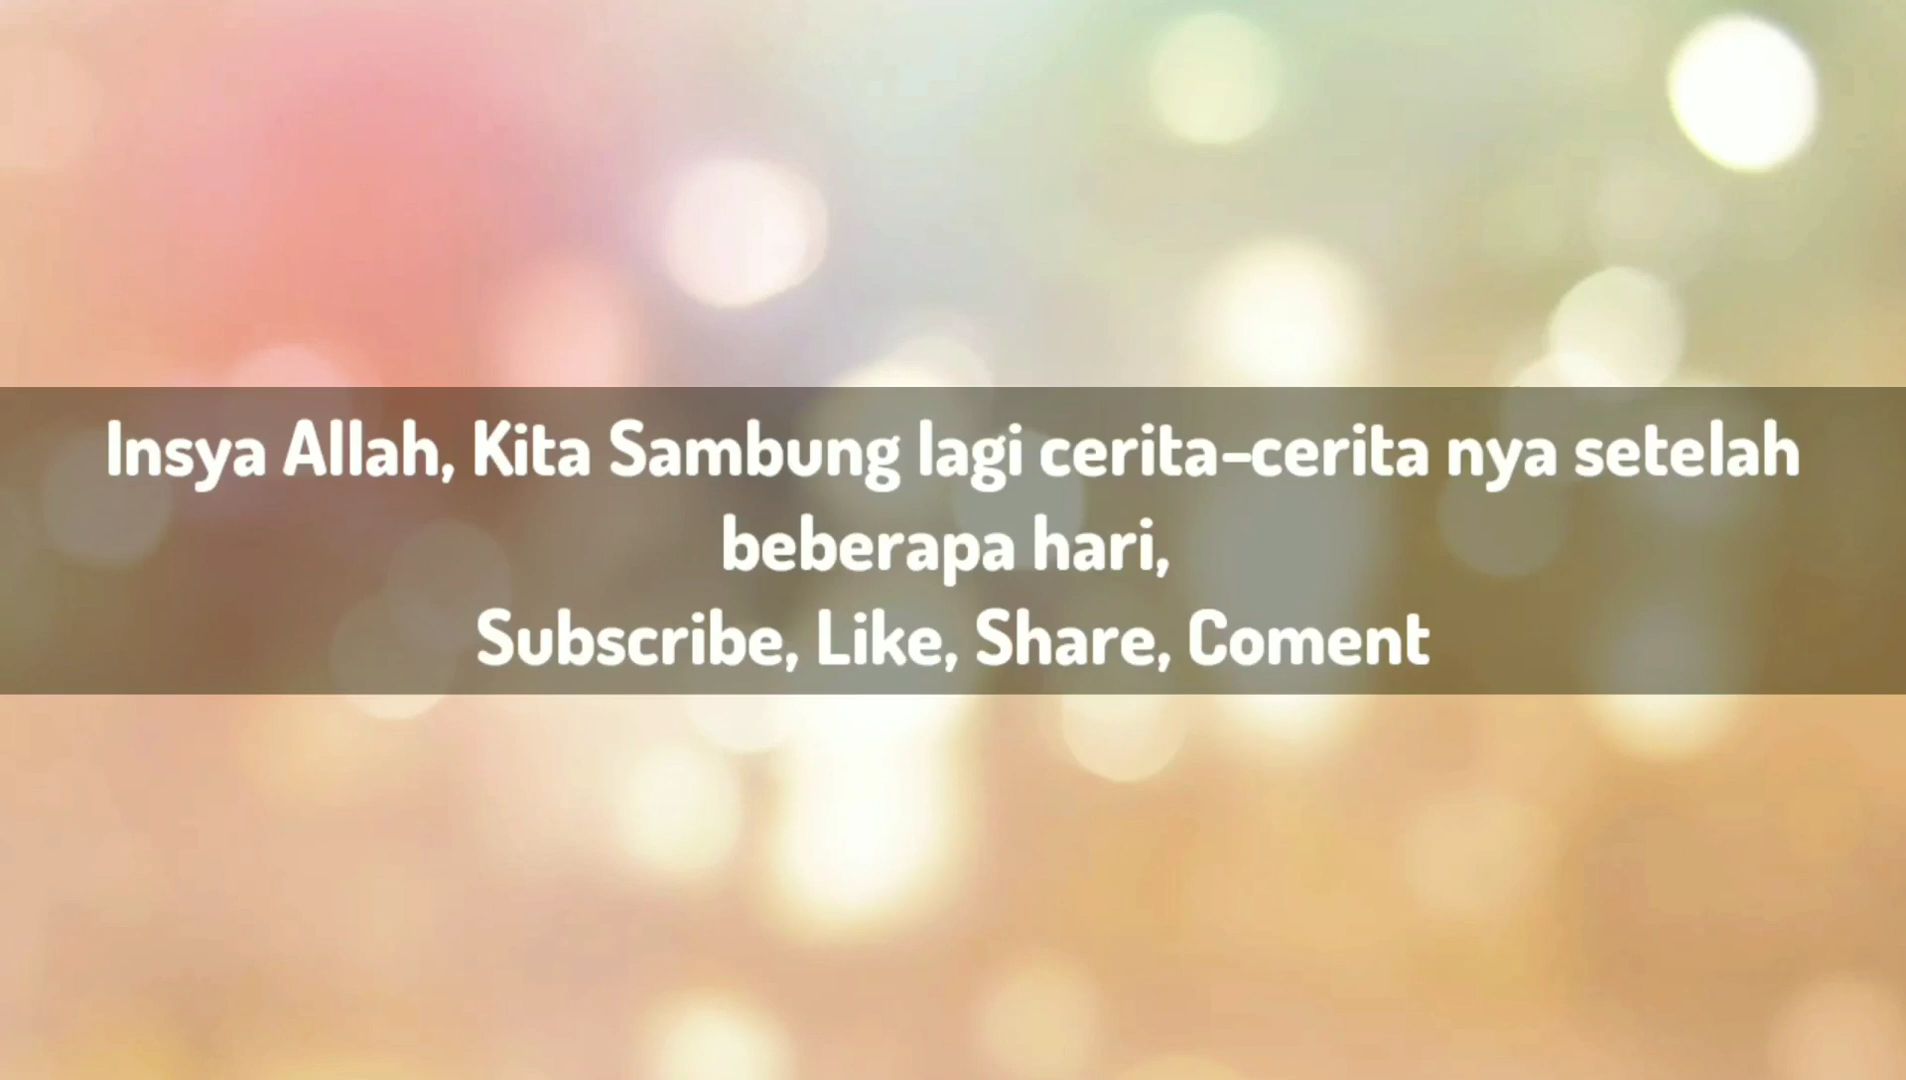 Insya Allah, Kita Sambung lagi cerita-cerita nya setelah
beberapa hari,
Subscribe, Like, Share, Coment